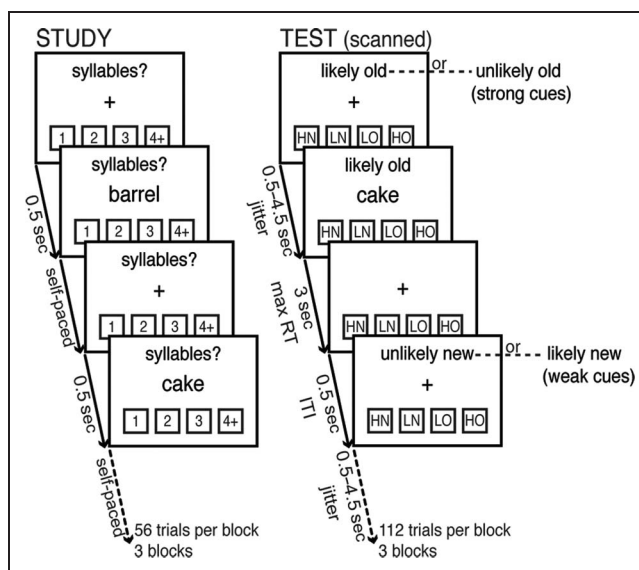 STUDY
syllables?
+
1 2 3 4+
syllables?
barrel
1 2 3 4+
syllables?
+
1 2 3 4+
syllables?
cake
1 2 3 4+
0.5 sec
self-paced
0.5 sec
self-paced
56 trials per block
3 blocks
TEST (scanned)
likely old or unlikely old
(strong cues)
+
HN LN LO HO
likely old
cake
HN LN LO HO
+
HN LN LO HO
unlikely new or likely new
(weak cues)
+
HN LN LO HO
0.5–4.5 sec
jitter
3 sec
max RT
0.5 sec
ITI
0.5–4.5 sec
jitter
112 trials per block
3 blocks